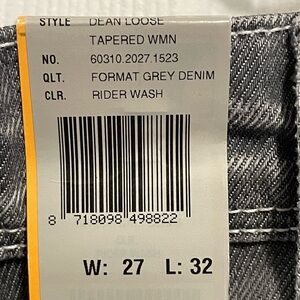 STYLE DEAN LOOSE
TAPERED WMN
NO. 60310.2027.1523
QLT. FORMAT GREY DENIM
CLR. RIDER WASH
8 718098 498822
W: 27 L: 32